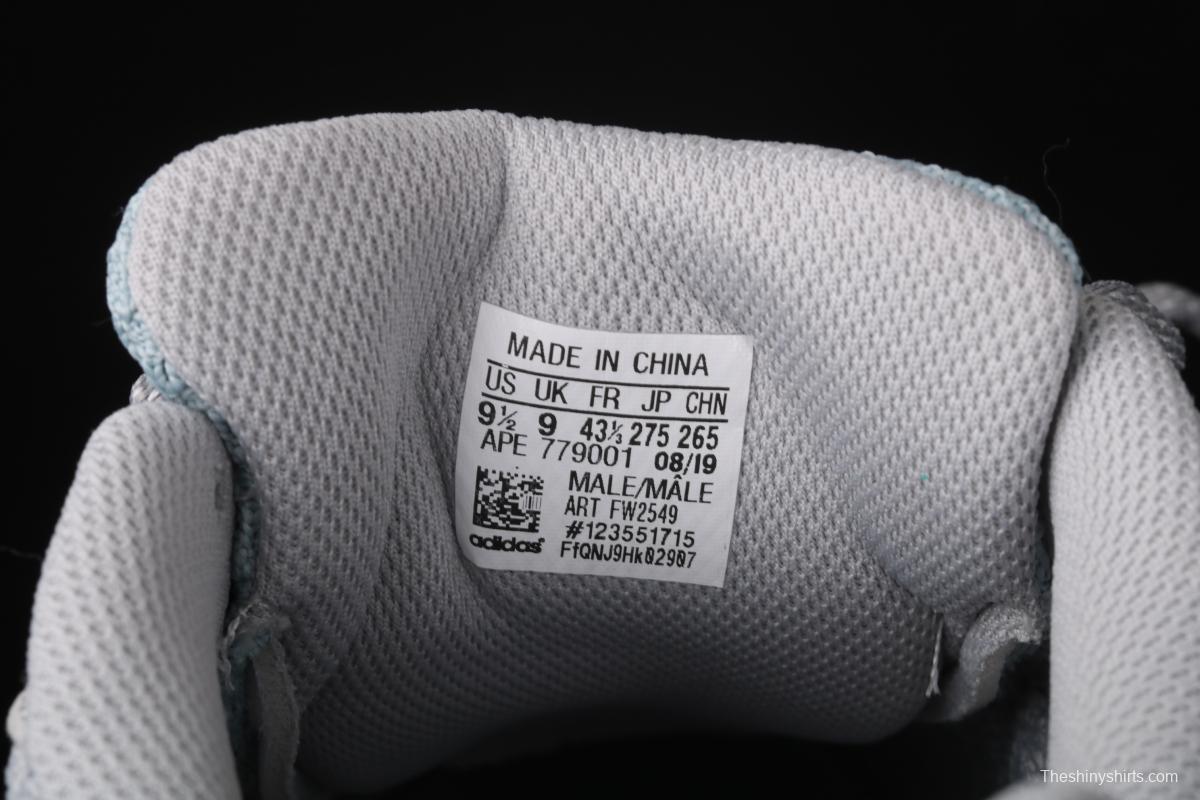 MADE IN CHINA
US UK FR JP CHN
9½ 9 43⅓ 275 265
APE 779001 08/19
MALE/MÂLE
ART FW2549
#123551715
adidas FfQNJ9Hk02907
Theshinyshirts.com